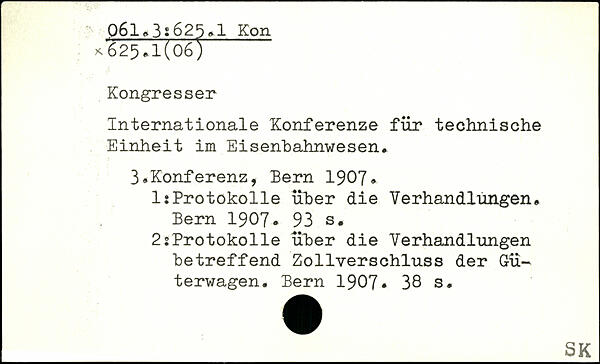 061.3:625.1 Kon
×625.1(06)
Kongresser
Internationale Konferenze für technische
Einheit im Eisenbahnwesen.
3.Konferenz, Bern 1907.
1:Protokolle über die Verhandlungen.
Bern 1907. 93 s.
2:Protokolle über die Verhandlungen
betreffend Zollverschluss der Gü-
terwagen. Bern 1907. 38 s.
SK